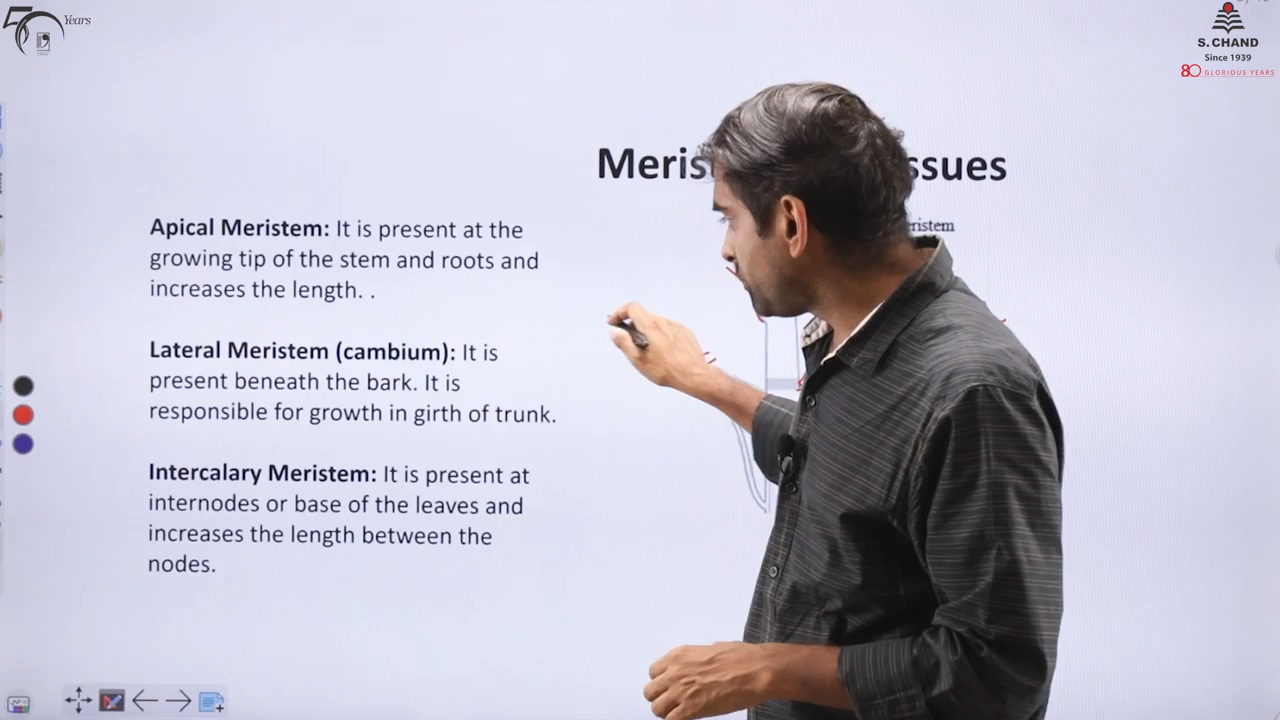 Years
S. CHAND
Since 1939
80 GLORIOUS YEARS
Apical Meristem: It is present at the
growing tip of the stem and roots and
increases the length. . 
Lateral Meristem (cambium): It is
present beneath the bark. It is
responsible for growth in girth of trunk.
Intercalary Meristem: It is present at
internodes or base of the leaves and
increases the length between the
nodes.